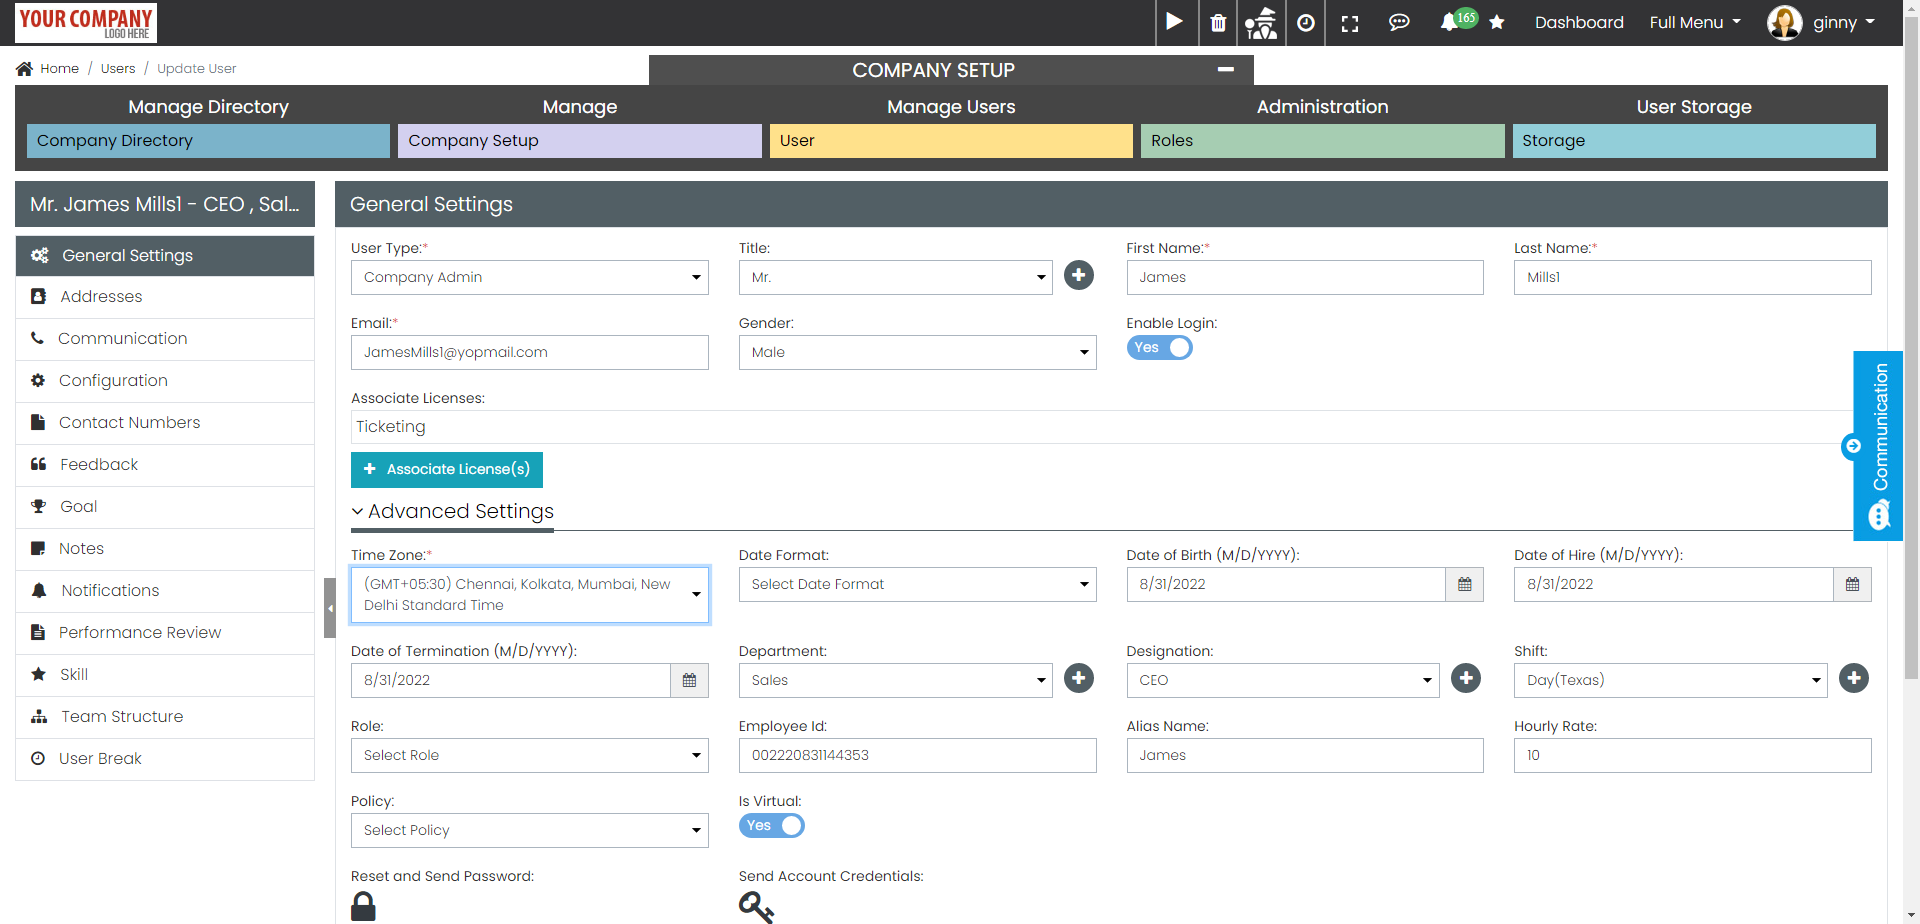 YOUR COMPANY
LOGO HERE
165
Dashboard
Full Menu
ginny
Home / Users / Update User
COMPANY SETUP
Manage Directory
Manage
Manage Users
Administration
User Storage
Company Directory
Company Setup
User
Roles
Storage
Mr. James Mills1 - CEO , Sal...
General Settings
Addresses
Communication
Configuration
Contact Numbers
Feedback
Goal
Notes
Notifications
Performance Review
Skill
Team Structure
User Break
General Settings
User Type:*
Title:
First Name:*
Last Name:*
Company Admin
Mr.
James
Mills1
Email:*
Gender:
Enable Login:
JamesMills1@yopmail.com
Male
Yes
Associate Licenses:
Ticketing
Associate License(s)
Advanced Settings
Time Zone:*
Date Format:
Date of Birth (M/D/YYYY):
Date of Hire (M/D/YYYY):
(GMT+05:30) Chennai, Kolkata, Mumbai, New
Delhi Standard Time
Select Date Format
8/31/2022
8/31/2022
Date of Termination (M/D/YYYY):
Department:
Designation:
Shift:
8/31/2022
Sales
CEO
Day(Texas)
Role:
Employee Id:
Alias Name:
Hourly Rate:
Select Role
002220831144353
James
10
Policy:
Is Virtual:
Select Policy
Yes
Reset and Send Password:
Send Account Credentials:
Communication